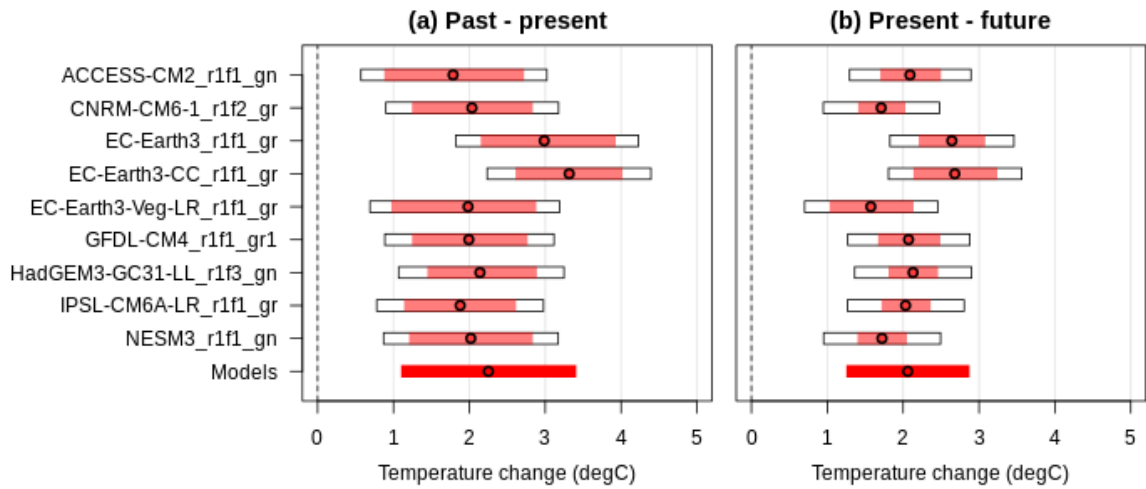 (a) Past - present
(b) Present - future
ACCESS-CM2_r1f1_gn
CNRM-CM6-1_r1f2_gr
EC-Earth3_r1f1_gr
EC-Earth3-CC_r1f1_gr
EC-Earth3-Veg-LR_r1f1_gr
GFDL-CM4_r1f1_gr1
HadGEM3-GC31-LL_r1f3_gn
IPSL-CM6A-LR_r1f1_gr
NESM3_r1f1_gn
Models
0 1 2 3 4 5
0 1 2 3 4 5
Temperature change (degC)
Temperature change (degC)